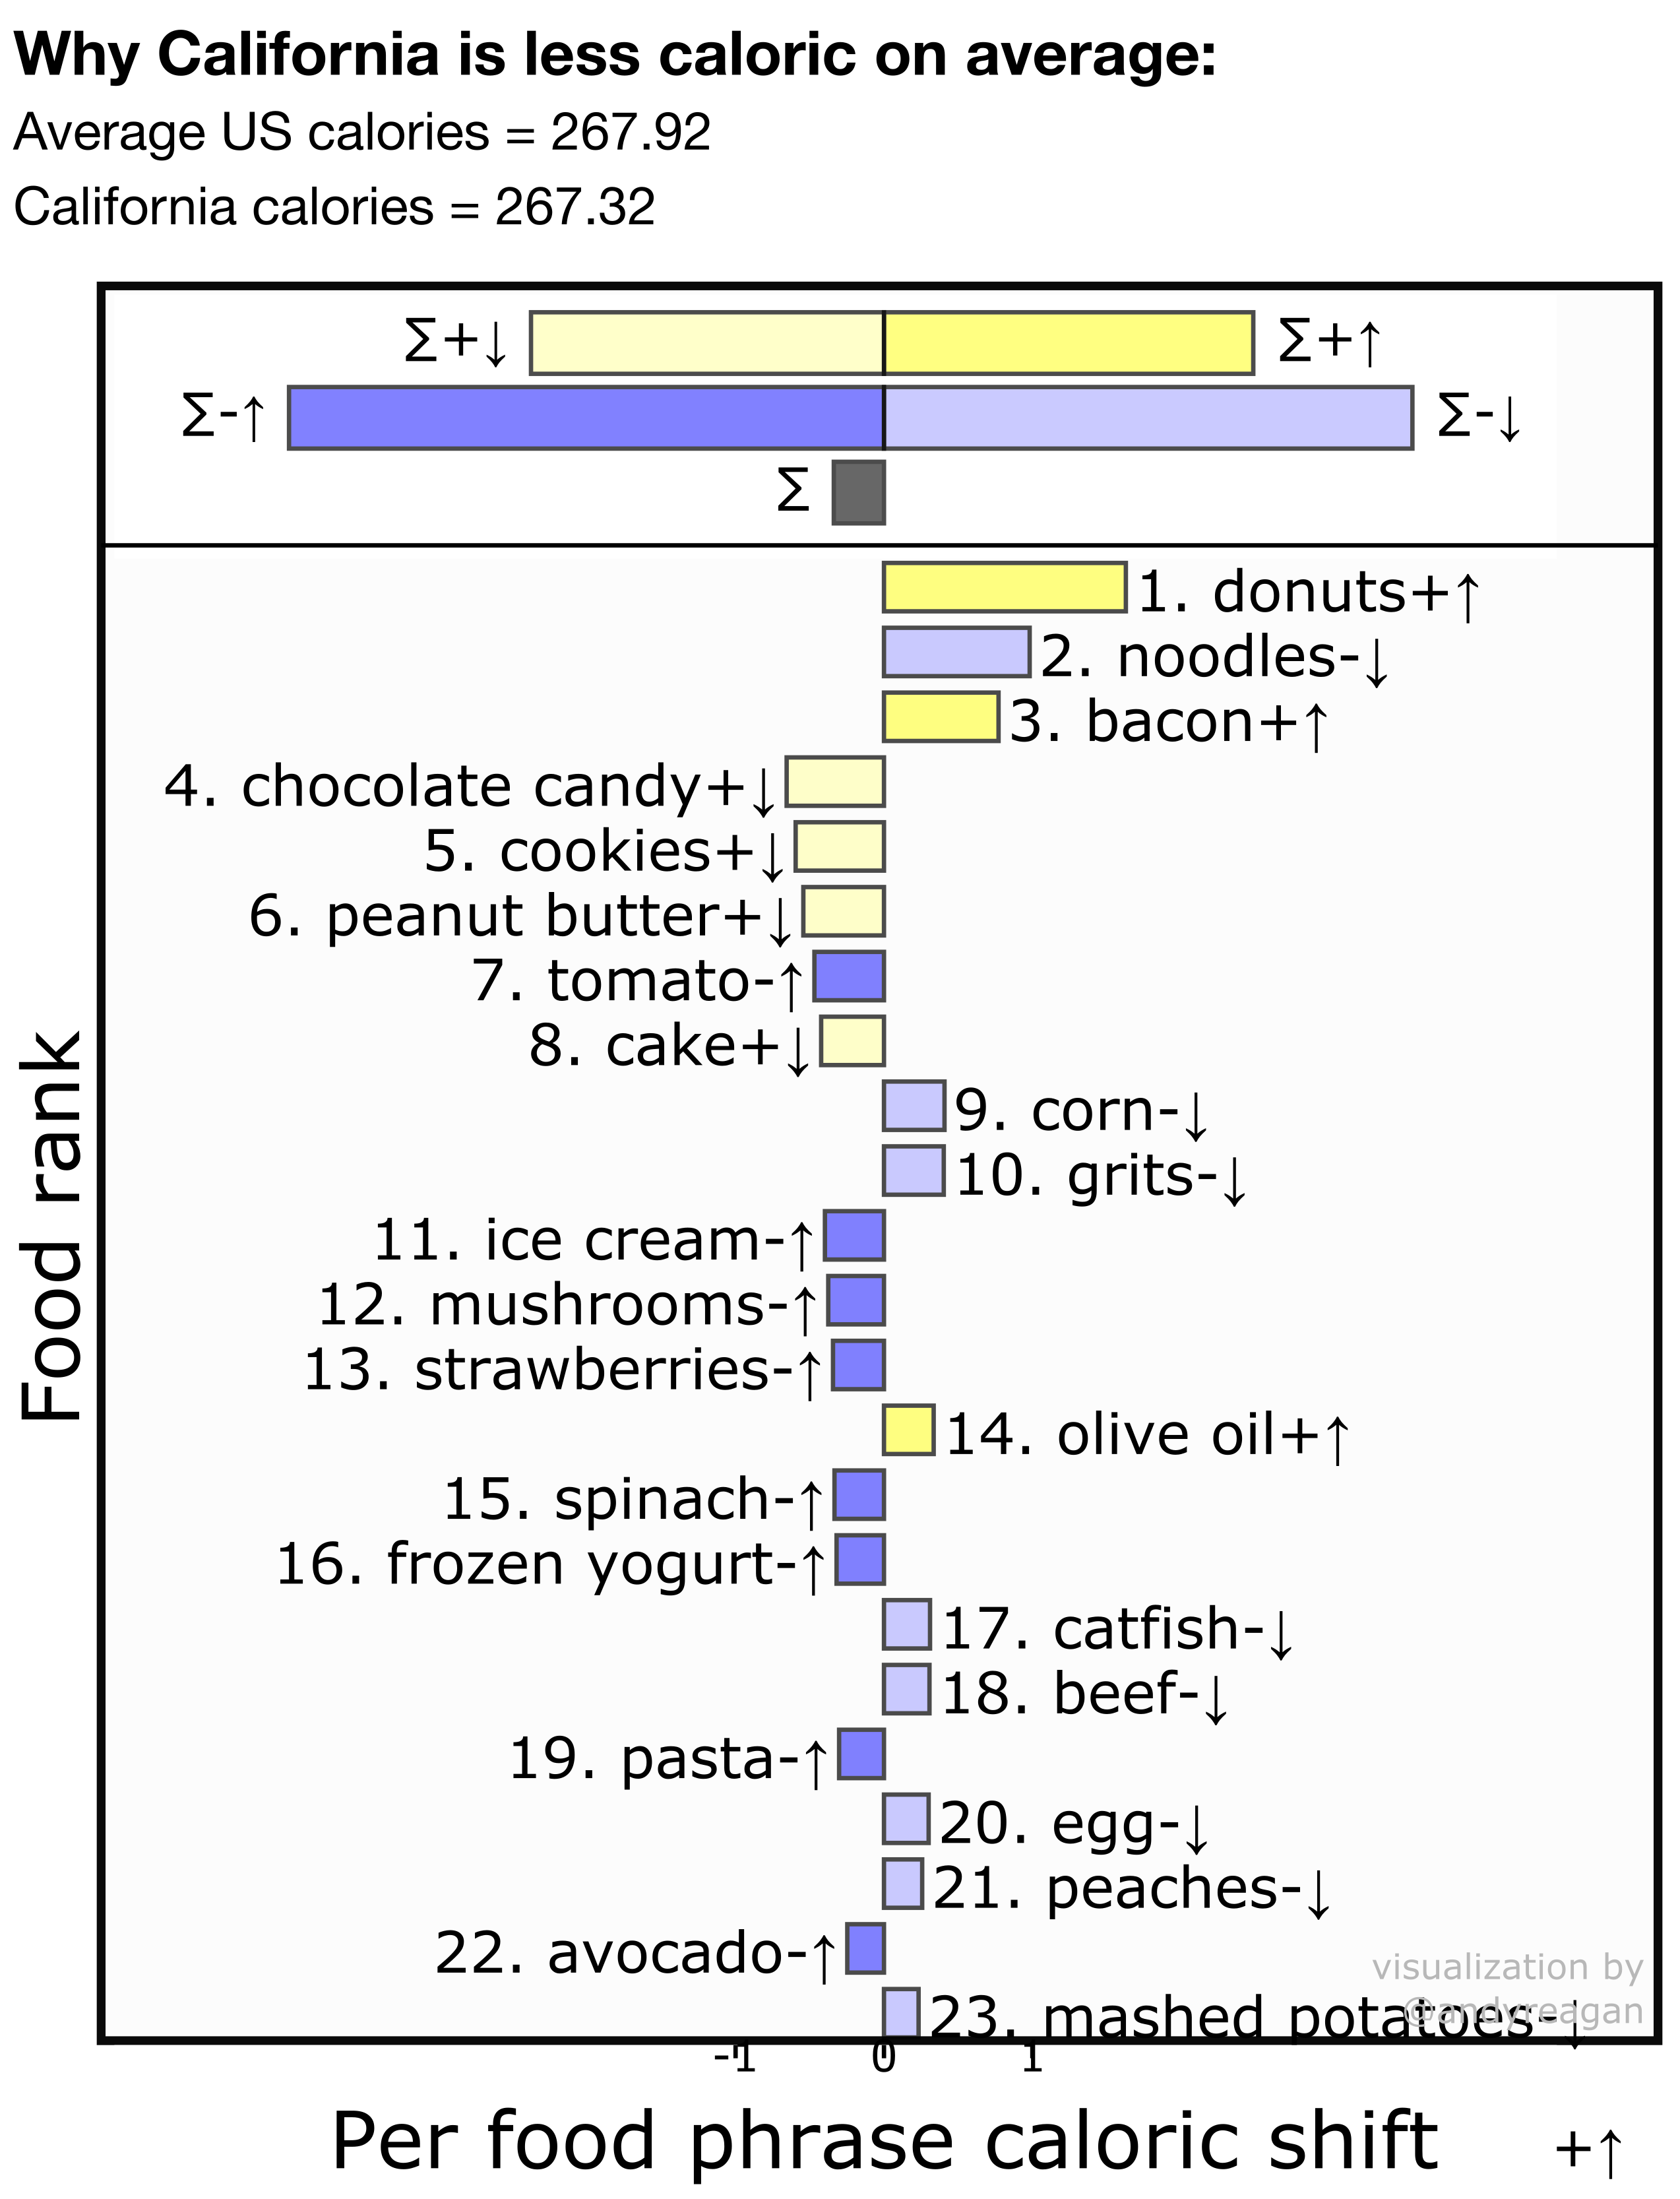 Why California is less caloric on average:
Average US calories = 267.92
California calories = 267.32
∑+↓ ∑+↑
∑-↑ ∑-↓
∑
1. donuts+↑
2. noodles-↓
3. bacon+↑
4. chocolate candy+↓
5. cookies+↓
6. peanut butter+↓
7. tomato-↑
8. cake+↓
9. corn-↓
10. grits-↓
11. ice cream-↑
12. mushrooms-↑
13. strawberries-↑
14. olive oil+↑
15. spinach-↑
16. frozen yogurt-↑
17. catfish-↓
18. beef-↓
19. pasta-↑
20. egg-↓
21. peaches-↓
22. avocado-↑
23. mashed potatoes-↓
visualization by
@andyreagan
Food rank
-1 0 1
Per food phrase caloric shift
+↑